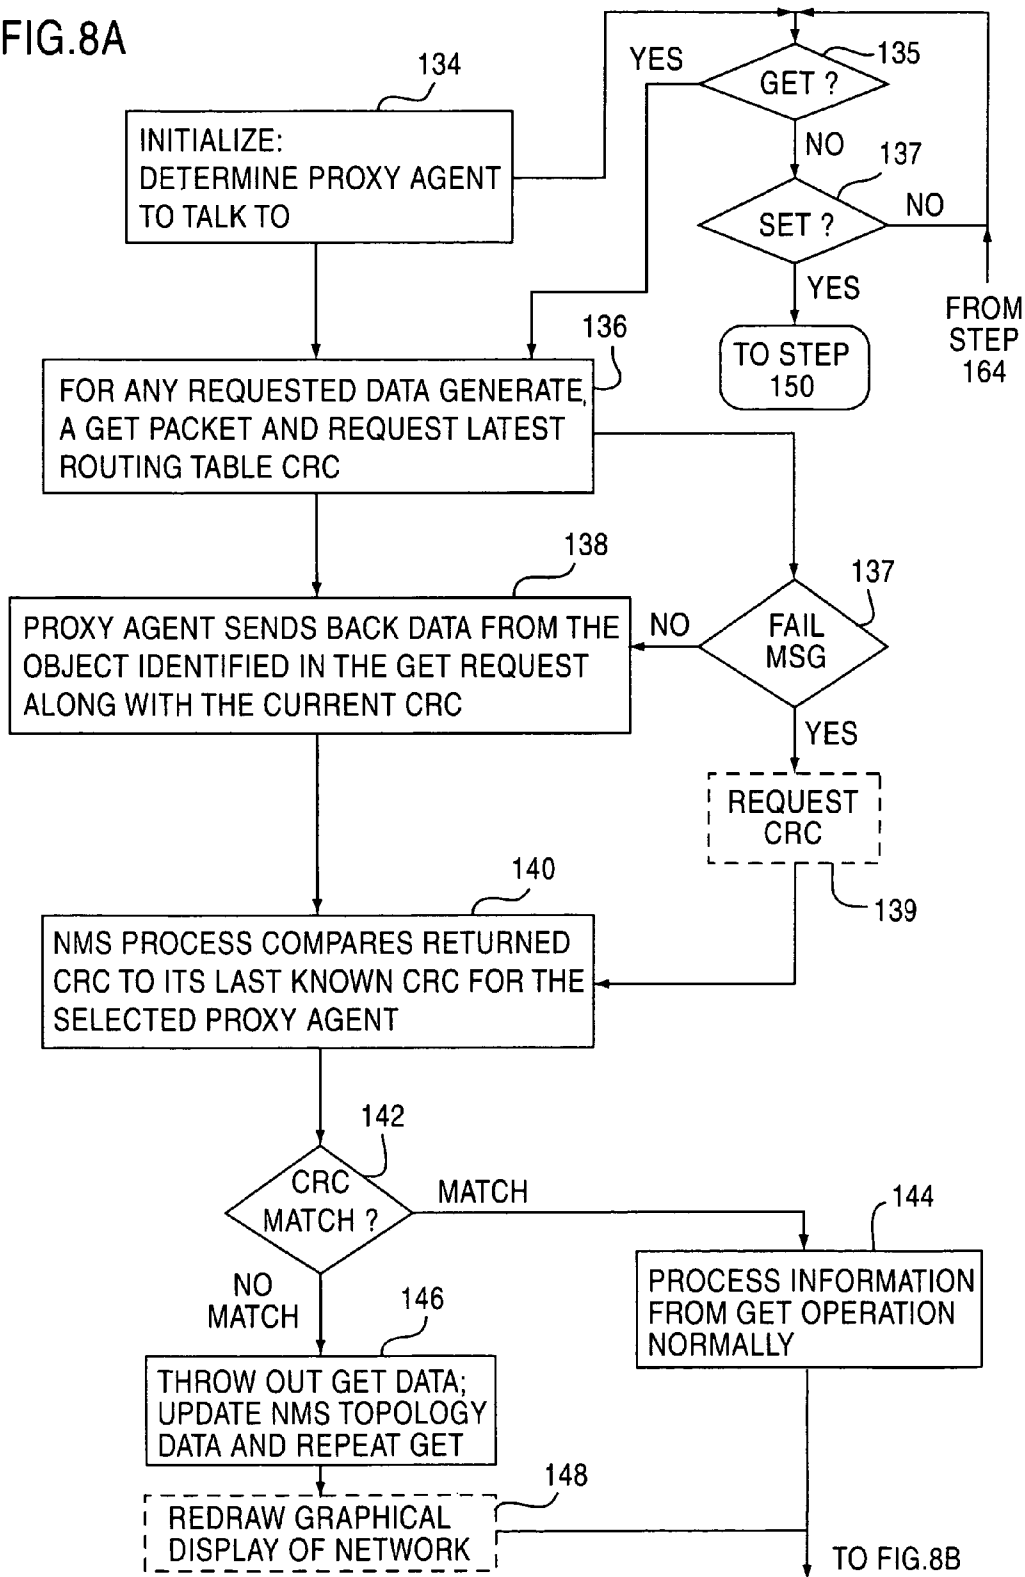 FIG.8A
134
INITIALIZE:
DETERMINE PROXY AGENT
TO TALK TO
YES
135
GET ?
NO
137
SET ?
NO
YES
TO STEP
150
FROM
STEP
164
136
FOR ANY REQUESTED DATA GENERATE,
A GET PACKET AND REQUEST LATEST
ROUTING TABLE CRC
138
PROXY AGENT SENDS BACK DATA FROM THE
OBJECT IDENTIFIED IN THE GET REQUEST
ALONG WITH THE CURRENT CRC
NO
137
FAIL
MSG
YES
REQUEST
CRC
139
140
NMS PROCESS COMPARES RETURNED
CRC TO ITS LAST KNOWN CRC FOR THE
SELECTED PROXY AGENT
142
CRC
MATCH ?
MATCH
144
PROCESS INFORMATION
FROM GET OPERATION
NORMALLY
NO
MATCH
146
THROW OUT GET DATA;
UPDATE NMS TOPOLOGY
DATA AND REPEAT GET
148
REDRAW GRAPHICAL
DISPLAY OF NETWORK
TO FIG.8B